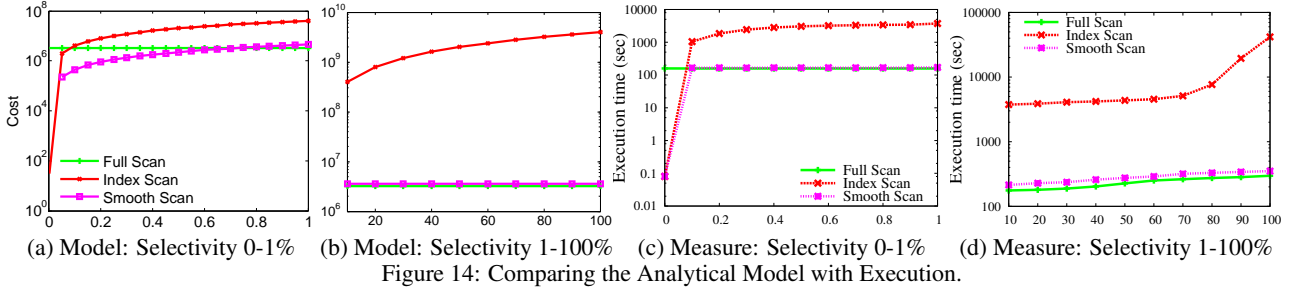 10^8
10^6
10^4
10^2
10^0
Cost
0 0.2 0.4 0.6 0.8 1
Full Scan
Index Scan
Smooth Scan
(a) Model: Selectivity 0-1%
10^10
10^9
10^8
10^7
10^6
20 40 60 80 100
(b) Model: Selectivity 1-100%
10000
1000
100
10
1
0.1
0.01
Execution time (sec)
0 0.2 0.4 0.6 0.8 1
Full Scan
Index Scan
Smooth Scan
(c) Measure: Selectivity 0-1%
100000
10000
1000
100
Execution time (sec)
10 20 30 40 50 60 70 80 90 100
Full Scan
Index Scan
Smooth Scan
(d) Measure: Selectivity 1-100%
Figure 14: Comparing the Analytical Model with Execution.